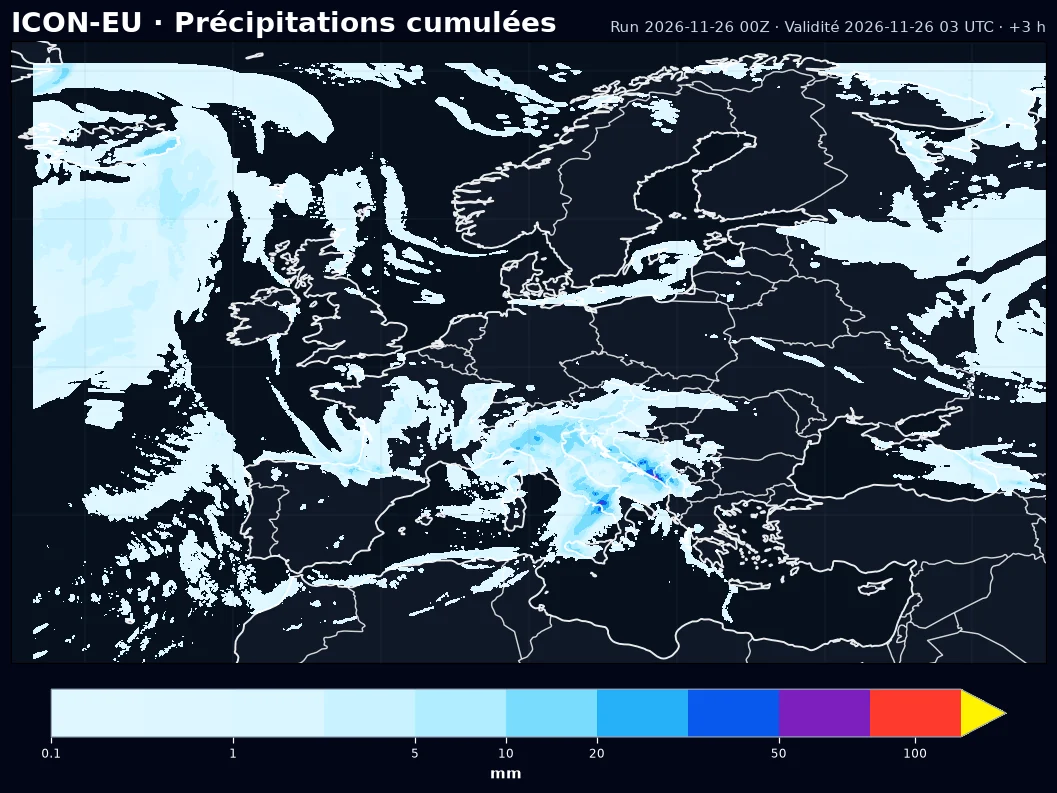 ICON-EU · Précipitations cumulées
Run 2026-11-26 00Z · Validité 2026-11-26 03 UTC · +3 h
0.1 1 5 10 20 50 100
mm